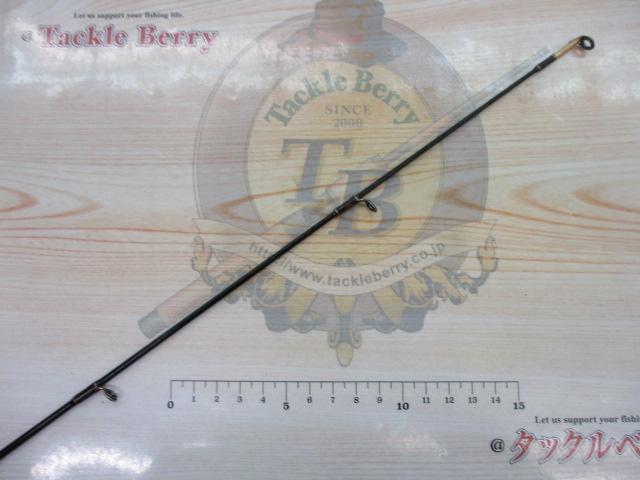 Let us support your fishing life.
@ Tackle Berry
Tackle Berry
SINCE
2000
TB
http://www.tackleberry.co.jp
0 1 2 3 4 5 6 7 8 9 10 11 12 13 14 15
Let us support your fishing
@ タックルベ